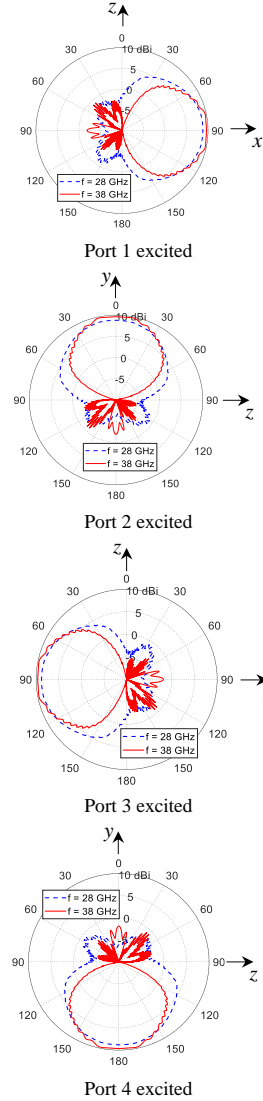 z
0
30 10 dBi 30
60 5 60
0
-5
90 90 x
120 120
f = 28 GHz
f = 38 GHz
150 150
180
Port 1 excited
y
0
30 10 dBi 30
60 5 60
0
-5
90 90 z
120 120
f = 28 GHz
f = 38 GHz
150 150
180
Port 2 excited
z
0
30 10 dBi 30
60 5 60
0
90 90
120 120
f = 28 GHz
f = 38 GHz
150 150
180
Port 3 excited
y
0
30 10 dBi 30
f = 28 GHz
f = 38 GHz
60 5 60
0
90 90 z
120 120
150 150
180
Port 4 excited